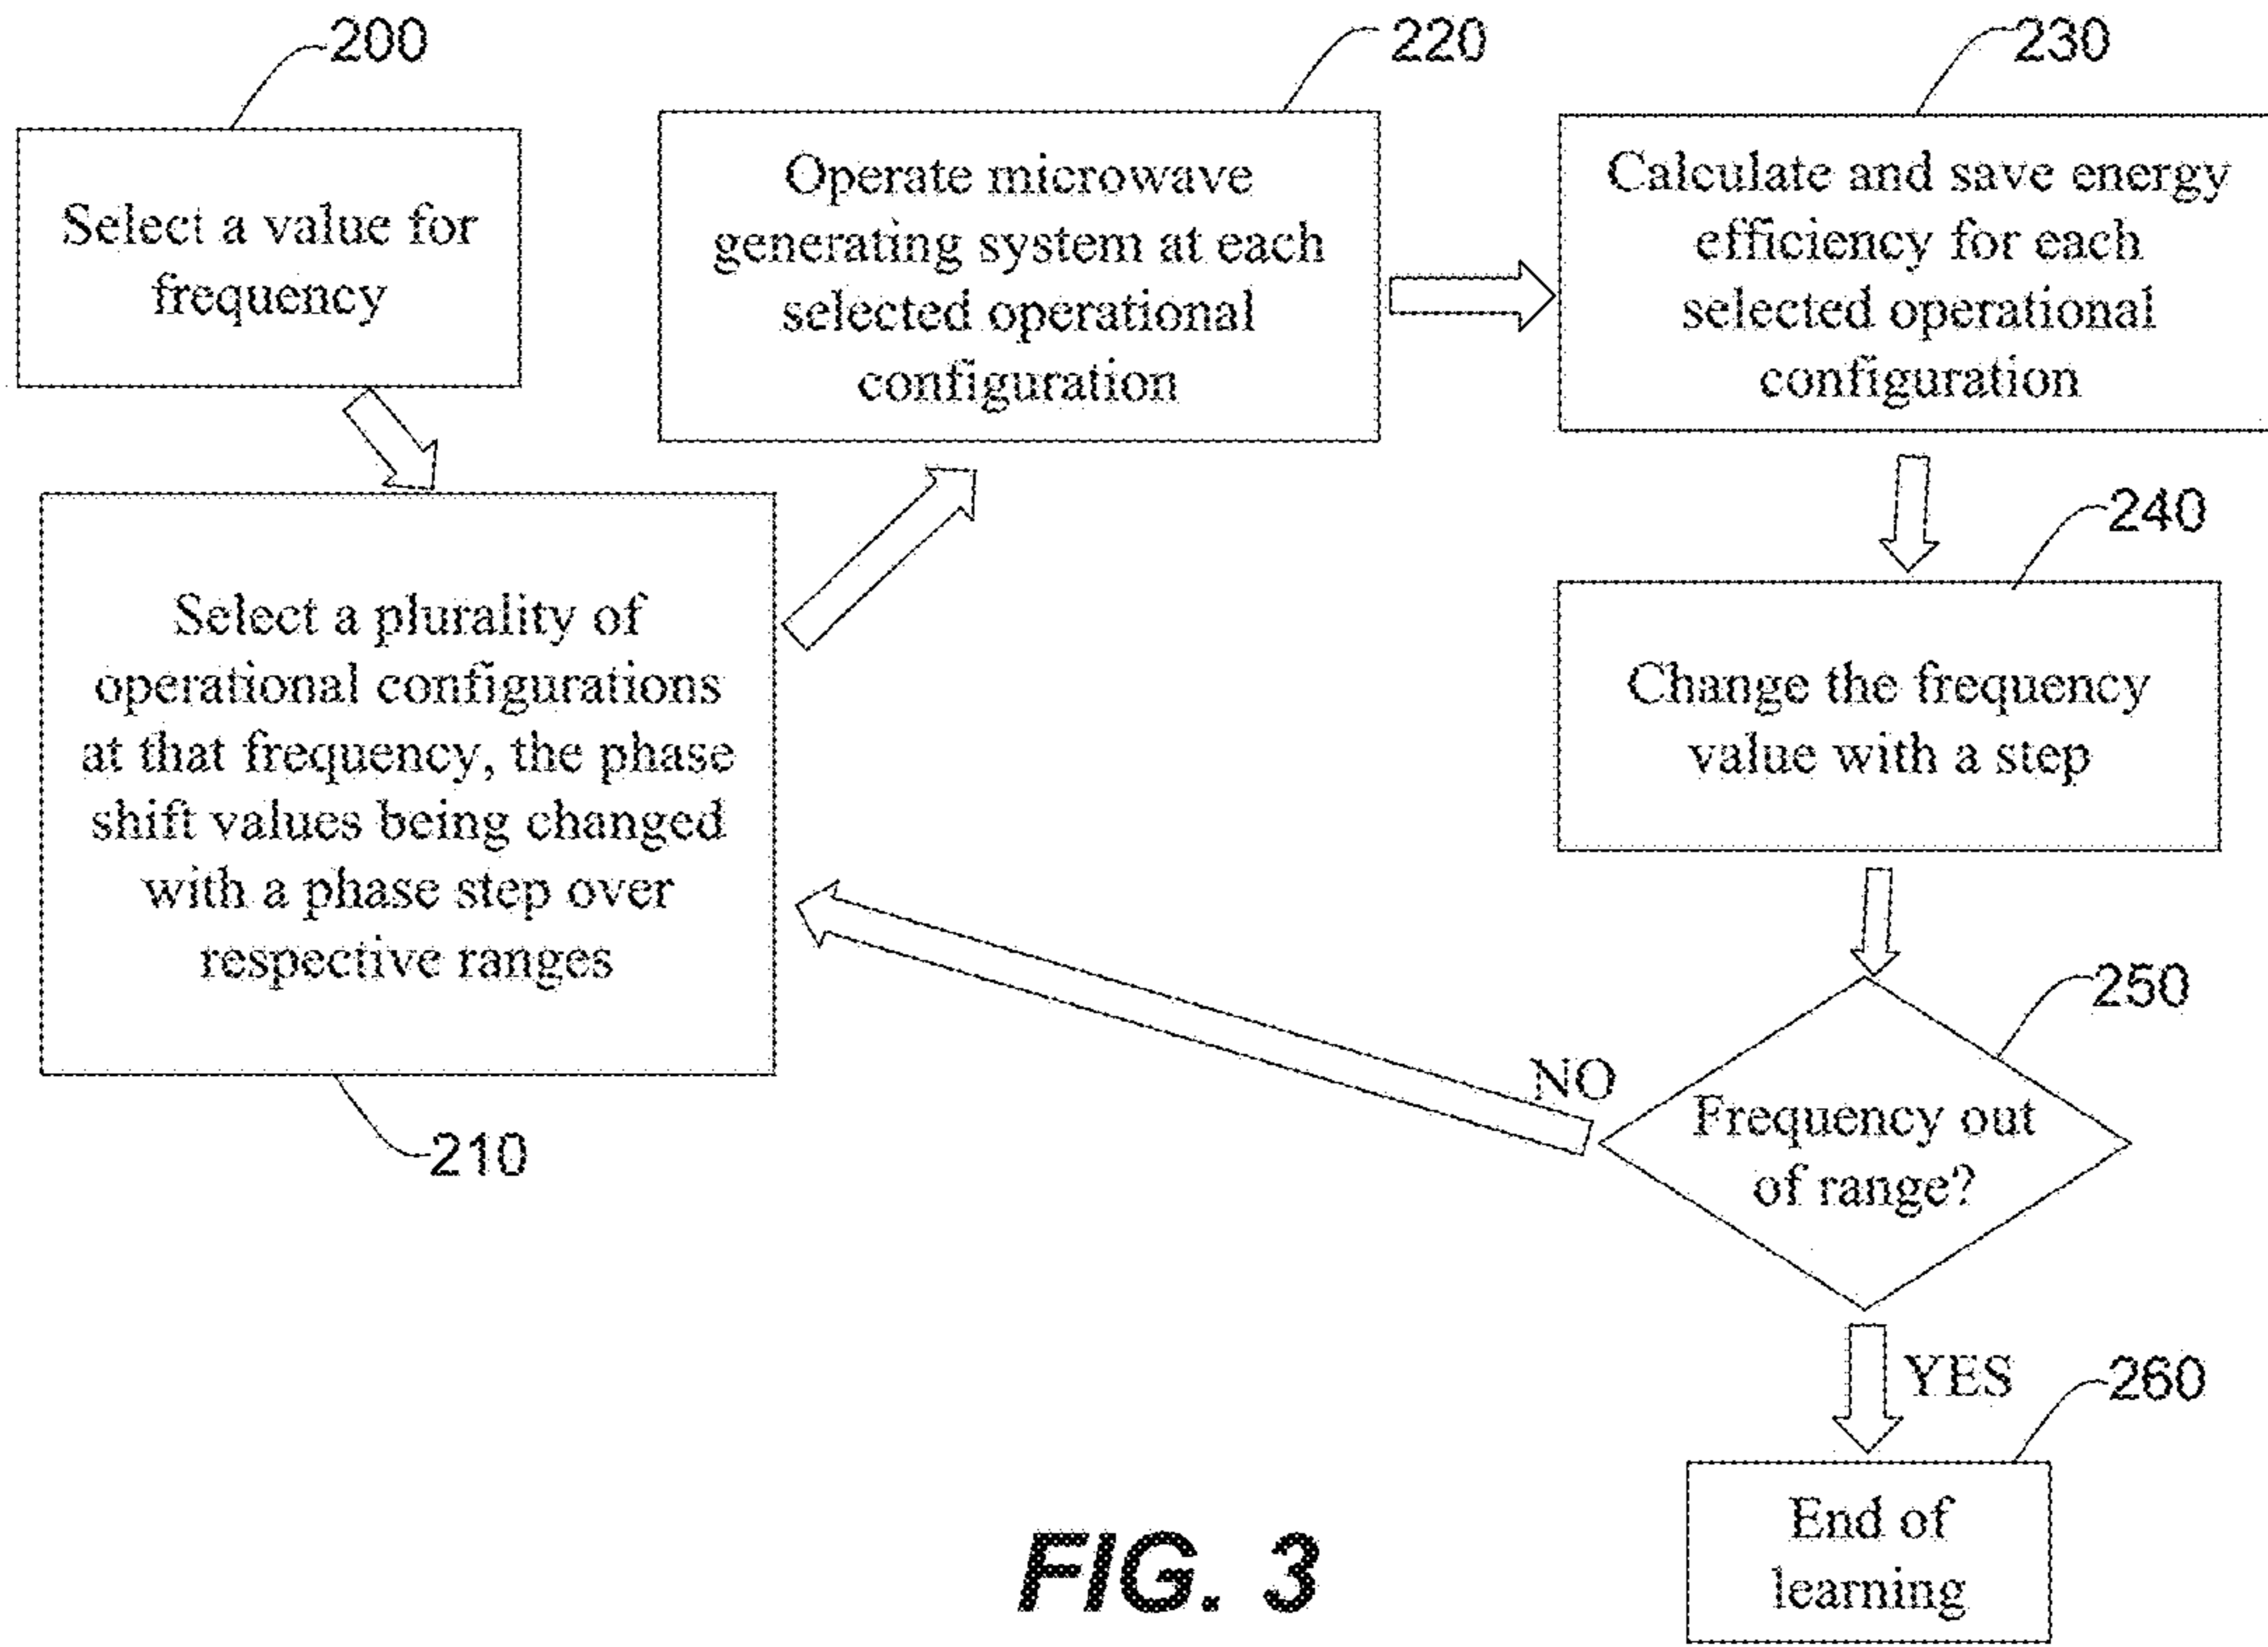 200
Select a value for
frequency
220
Operate microwave
generating system at each
selected operational
configuration
230
Calculate and save energy
efficiency for each
selected operational
configuration
Select a plurality of
operational configurations
at that frequency, the phase
shift values being changed
with a phase step over
respective ranges
210
240
Change the frequency
value with a step
250
Frequency out
of range?
NO
YES
260
End of
learning
FIG. 3